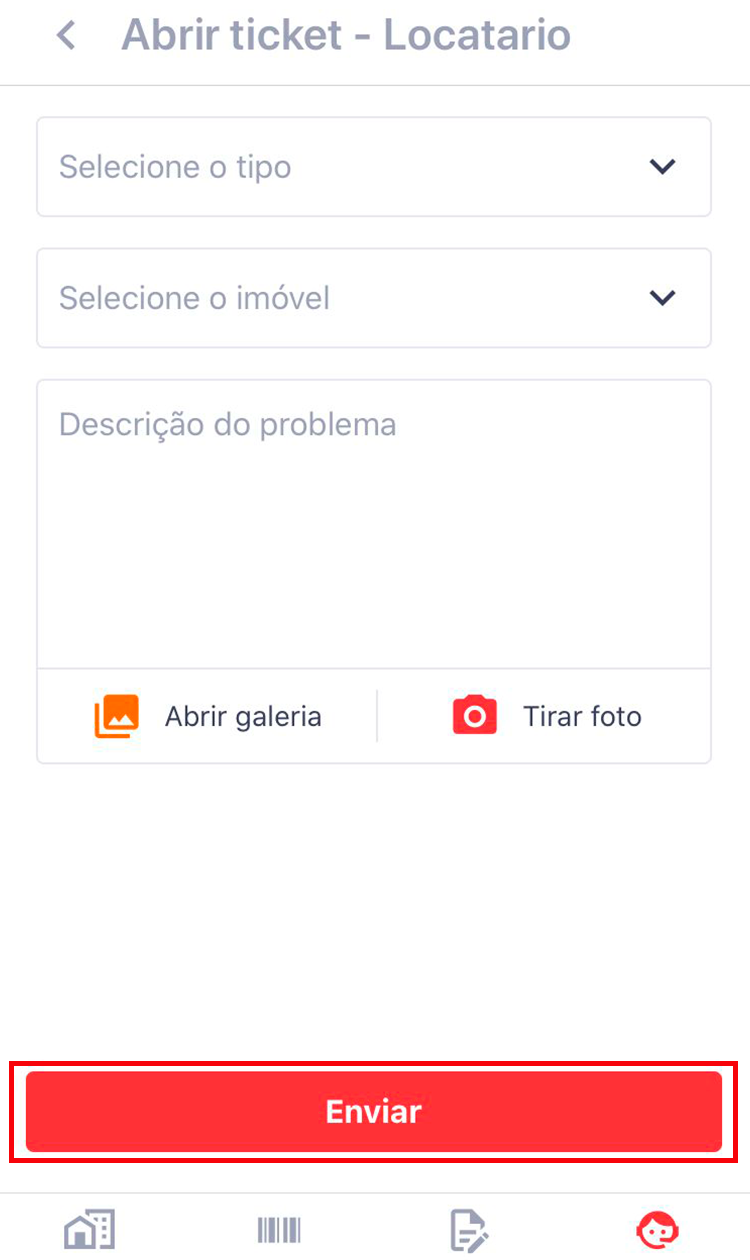 Abrir ticket - Locatario
Selecione o tipo
Selecione o imóvel
Descrição do problema
Abrir galeria
Tirar foto
Enviar